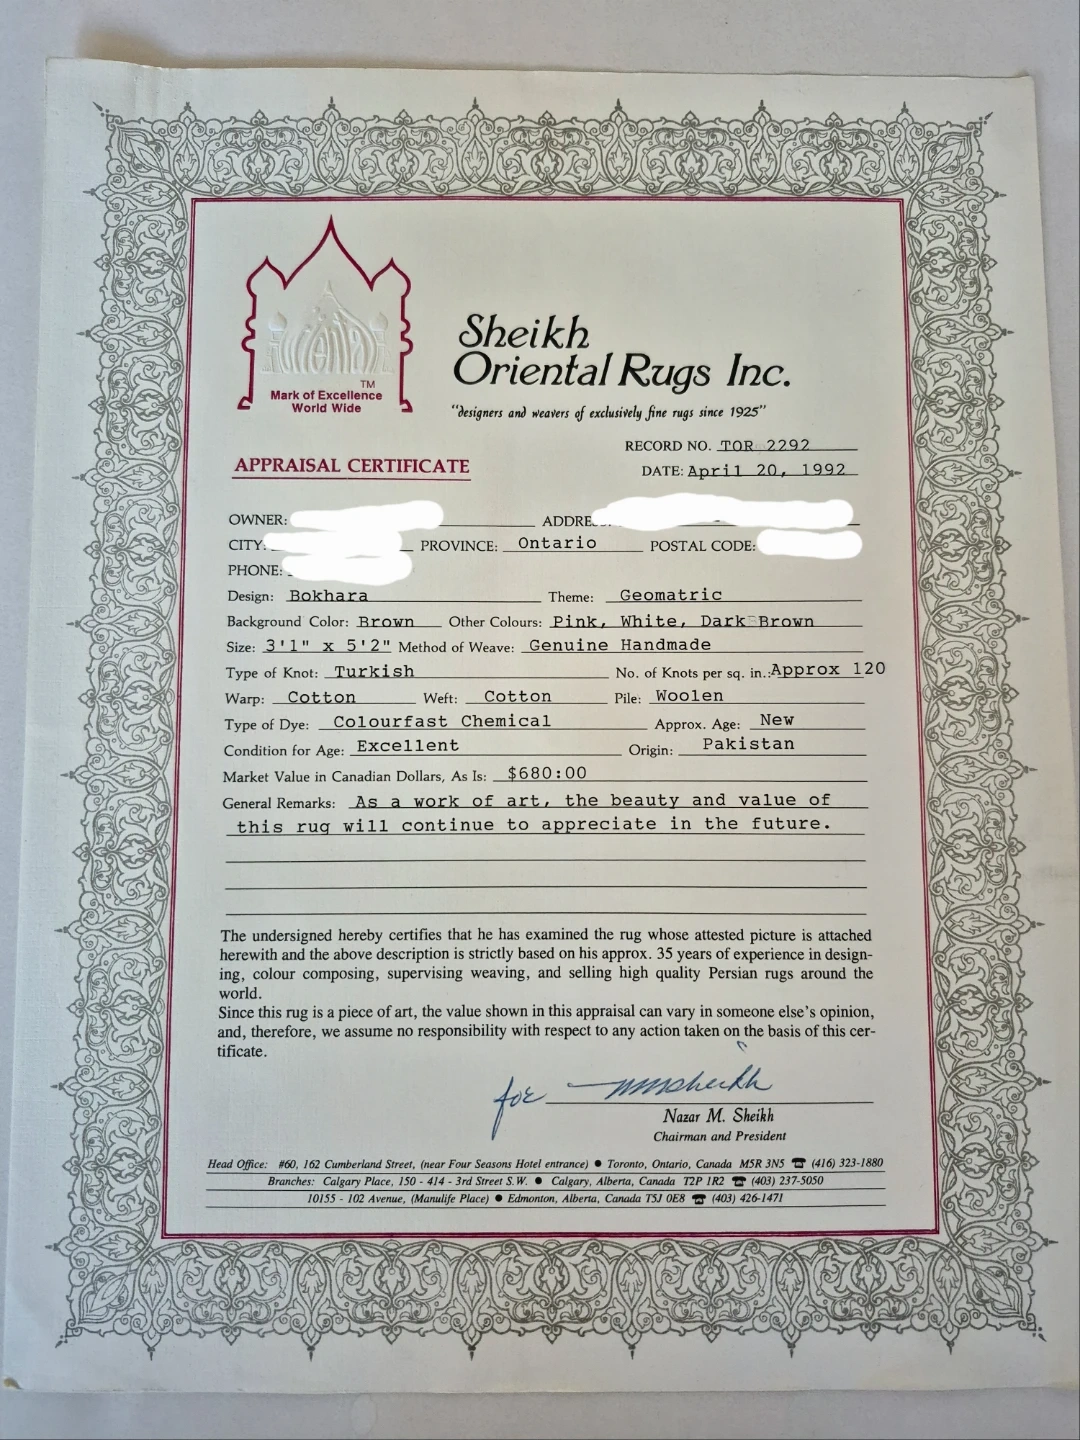 TM
Mark of Excellence
World Wide
Sheikh
Oriental Rugs Inc.
"designers and weavers of exclusively fine rugs since 1925"
RECORD NO. TOR 2292
APPRAISAL CERTIFICATE
DATE: April 20, 1992
OWNER: ADDRE
CITY: PROVINCE: Ontario POSTAL CODE:
PHONE:
Design: Bokhara Theme: Geomatric
Background Color: Brown Other Colours: Pink, White, Dark Brown
Size: 3'1" x 5'2" Method of Weave: Genuine Handmade
Type of Knot: Turkish No. of Knots per sq. in.: Approx 120
Warp: Cotton Weft: Cotton Pile: Woolen
Type of Dye: Colourfast Chemical Approx. Age: New
Condition for Age: Excellent Origin: Pakistan
Market Value in Canadian Dollars, As Is: $680:00
General Remarks: As a work of art, the beauty and value of
this rug will continue to appreciate in the future.
The undersigned hereby certifies that he has examined the rug whose attested picture is attached
herewith and the above description is strictly based on his approx. 35 years of experience in design-
ing, colour composing, supervising weaving, and selling high quality Persian rugs around the
world.
Since this rug is a piece of art, the value shown in this appraisal can vary in someone else's opinion,
and, therefore, we assume no responsibility with respect to any action taken on the basis of this cer-
tificate.
for
Nazar M. Sheikh
Chairman and President
Head Office: #60, 162 Cumberland Street, (near Four Seasons Hotel entrance) ● Toronto, Ontario, Canada M5R 3N5 ☎ (416) 323-1880
Branches: Calgary Place, 150 - 414 - 3rd Street S.W. ● Calgary, Alberta, Canada T2P 1R2 ☎ (403) 237-5050
10155 - 102 Avenue, (Manulife Place) ● Edmonton, Alberta, Canada T5J 0E8 ☎ (403) 426-1471